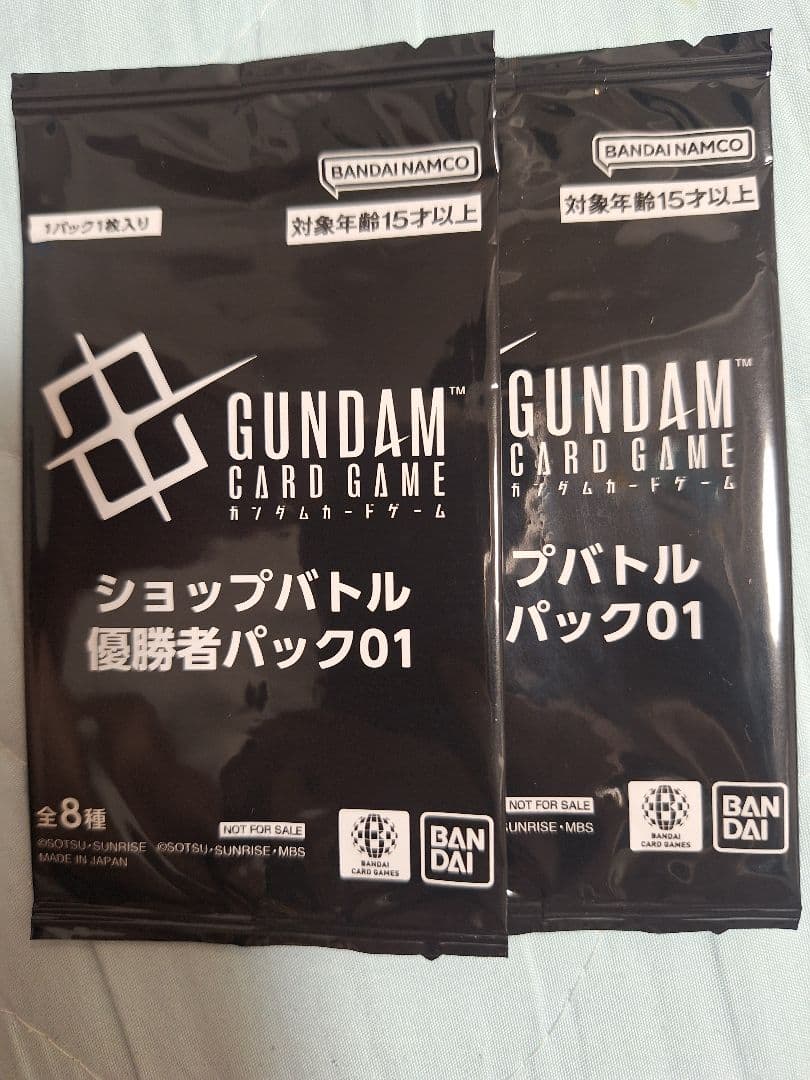 BANDAI NAMCO
1パック1枚入り
対象年齢15才以上
GUNDAM™
CARD GAME
ガンダムカードゲーム
ショップバトル
優勝者パック01
全8種
NOT FOR SALE
©SOTSU・SUNRISE ©SOTSU・SUNRISE・MBS
MADE IN JAPAN
BANDAI
CARD GAMES
BAN
DAI
BANDAI NAMCO
対象年齢15才以上
GUNDAM™
CARD GAME
ガンダムカードゲーム
プバトル
パック01
NOT FOR SALE
SUNRISE・MBS
BANDAI
CARD GAMES
BAN
DAI